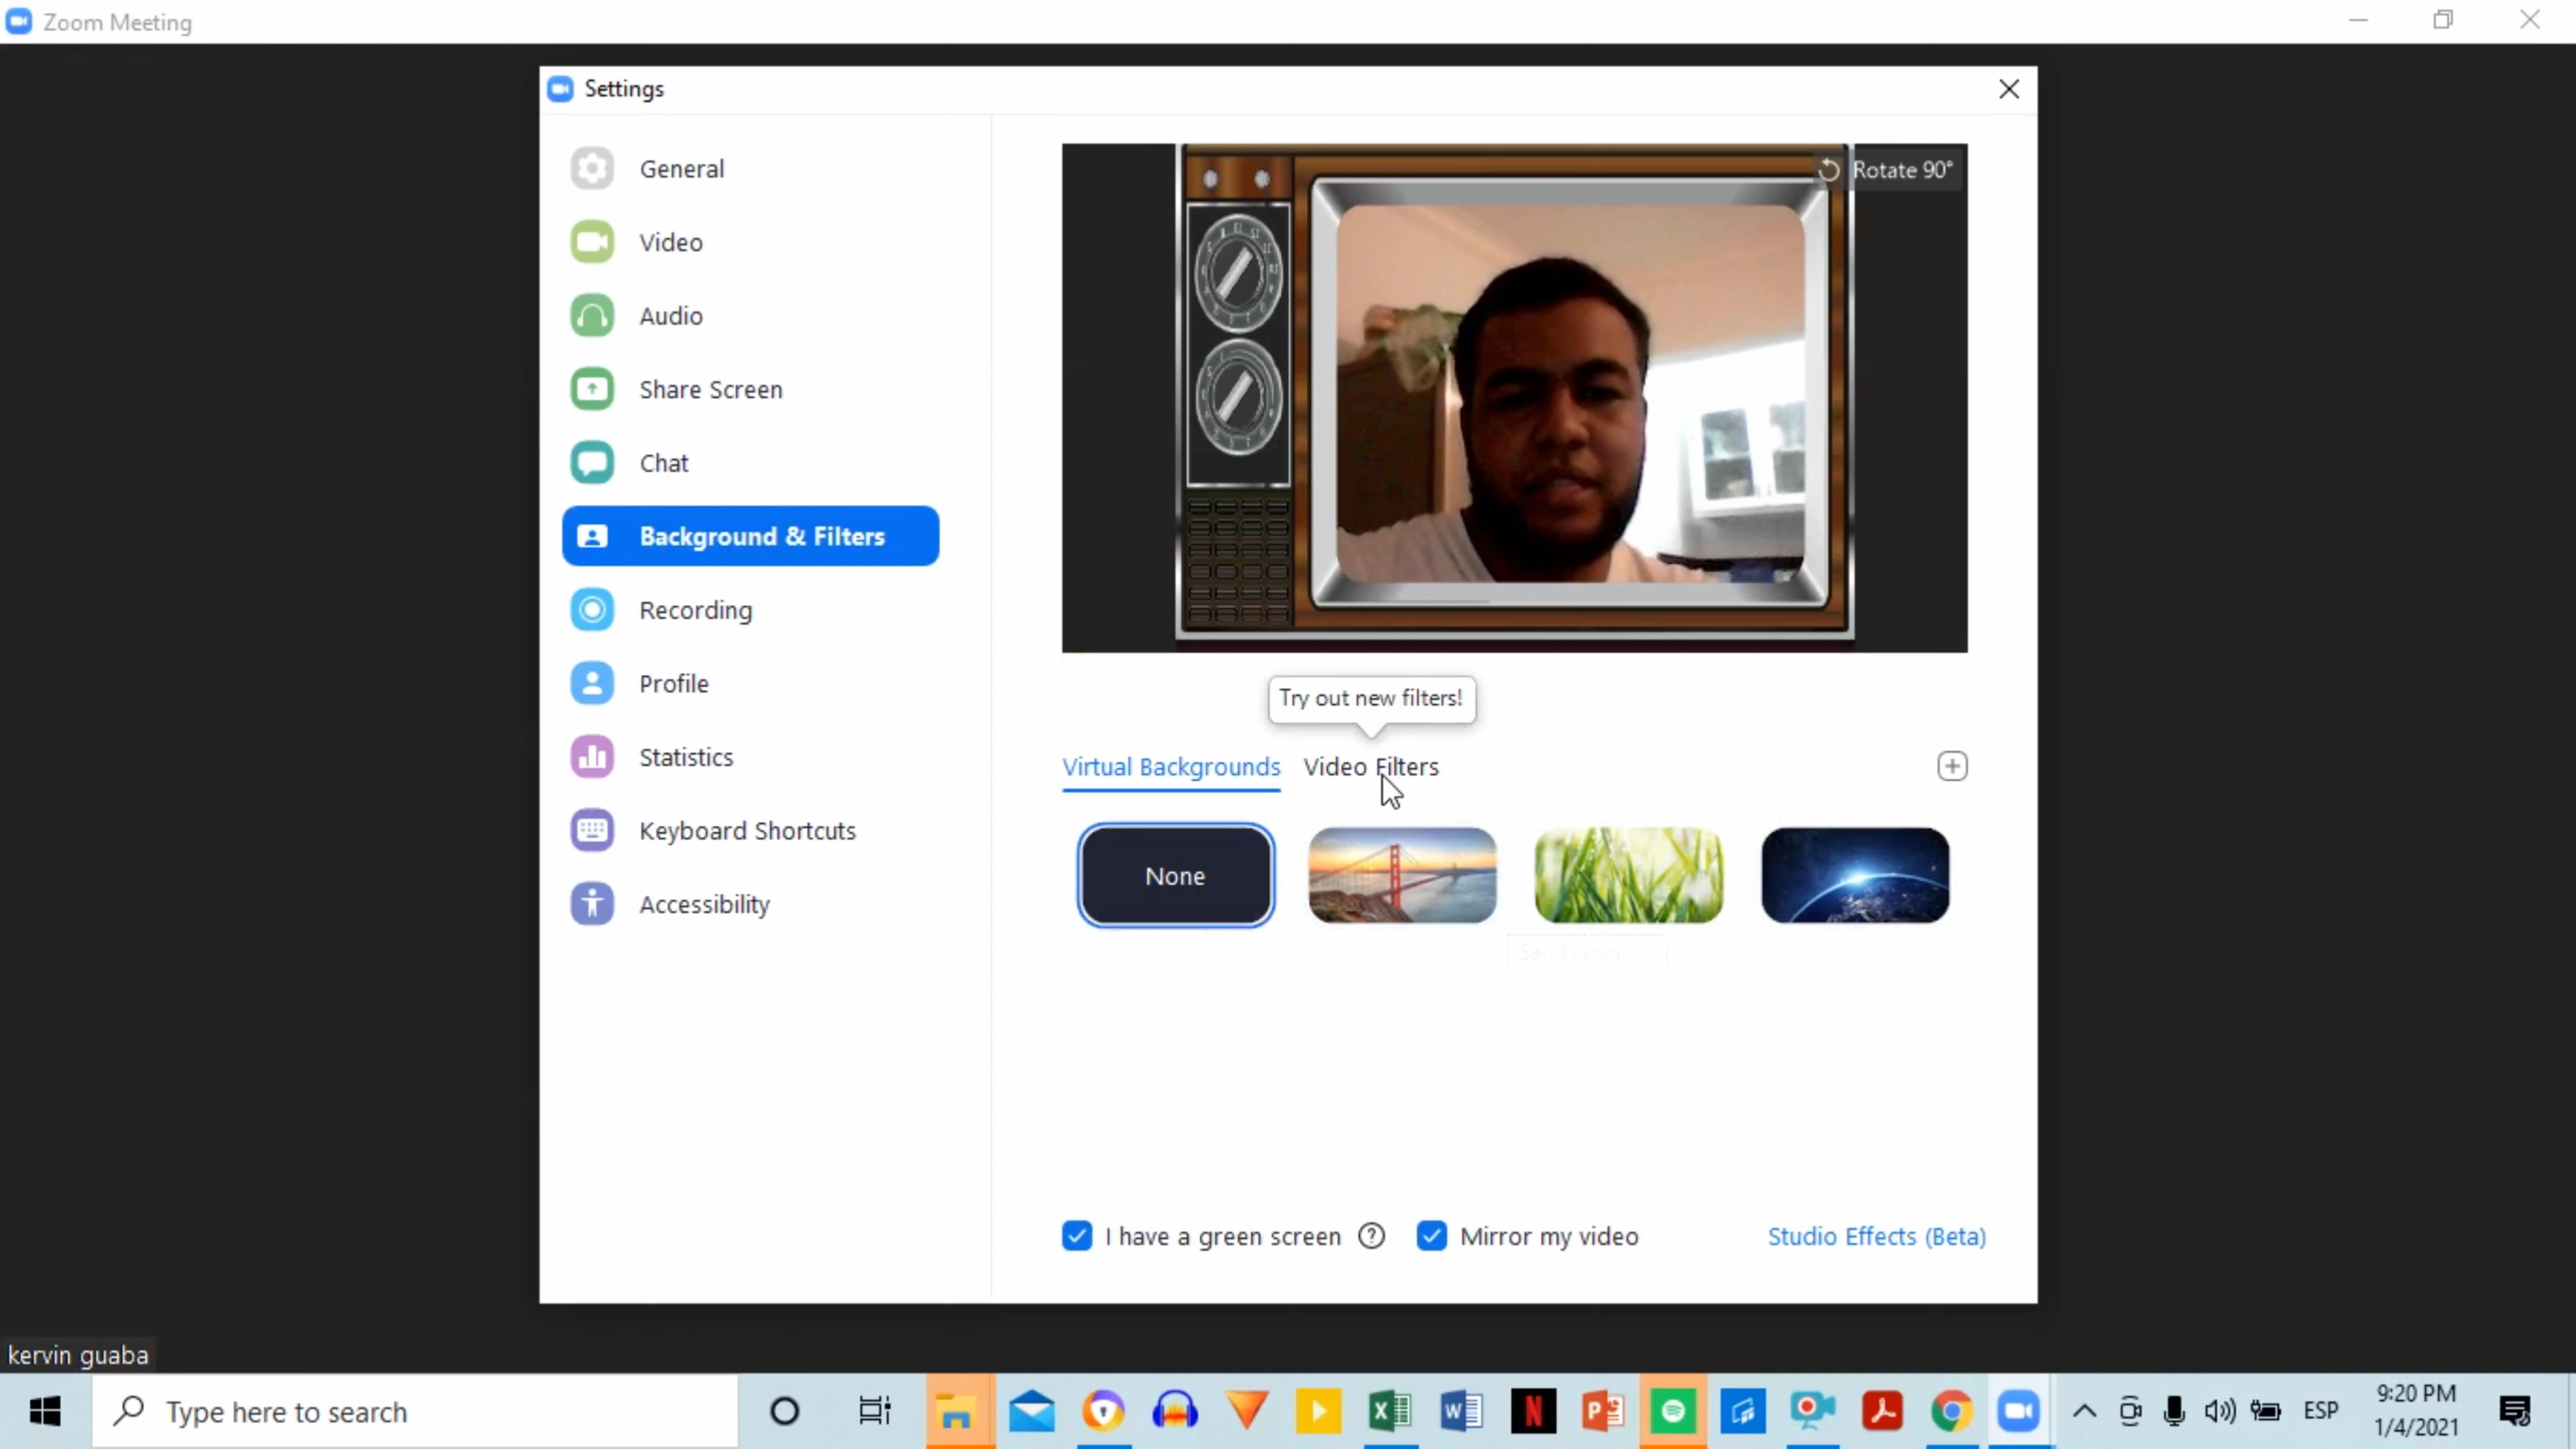 Zoom Meeting
Settings
General
Video
Audio
Share Screen
Chat
Background & Filters
Recording
Profile
Statistics
Keyboard Shortcuts
Accessibility
Rotate 90°
Try out new filters!
Virtual Backgrounds
Video Filters
None
San Francisco
I have a green screen
Mirror my video
Studio Effects (Beta)
kervin guaba
Type here to search
ESP
9:20 PM
1/4/2021